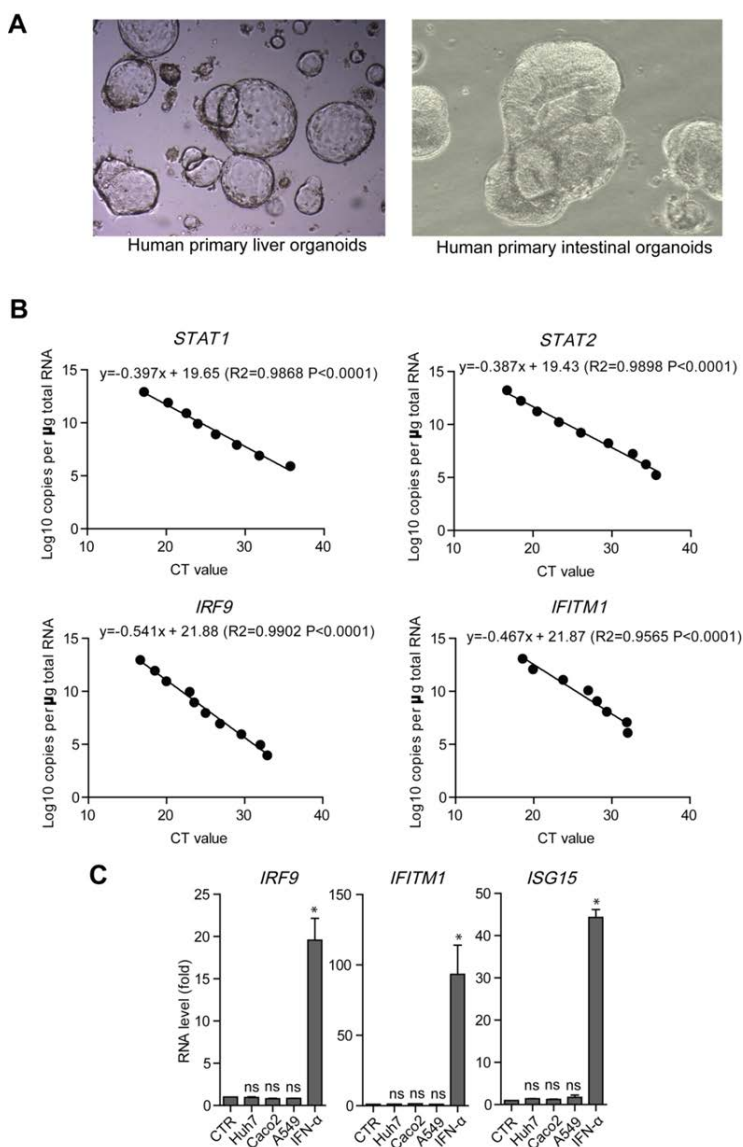 A
Human primary liver organoids
Human primary intestinal organoids
B
STAT1
y=-0.397x + 19.65 (R2=0.9868 P<0.0001)
Log10 copies per µg total RNA
15
10
5
0
10
20
30
40
CT value
STAT2
y=-0.387x + 19.43 (R2=0.9898 P<0.0001)
Log10 copies per µg total RNA
15
10
5
0
10
20
30
40
CT value
IRF9
y=-0.541x + 21.88 (R2=0.9902 P<0.0001)
Log10 copies per µg total RNA
15
10
5
0
10
20
30
40
CT value
IFITM1
y=-0.467x + 21.87 (R2=0.9565 P<0.0001)
Log10 copies per µg total RNA
15
10
5
0
10
20
30
40
CT value
C
IRF9
RNA level (fold)
25
20
15
10
5
0
ns
ns
ns
*
CTR
Huh7
Caco2
A549
IFN-α
IFITM1
150
100
50
0
ns
ns
ns
*
CTR
Huh7
Caco2
A549
IFN-α
ISG15
50
40
30
20
10
0
ns
ns
ns
*
CTR
Huh7
Caco2
A549
IFN-α